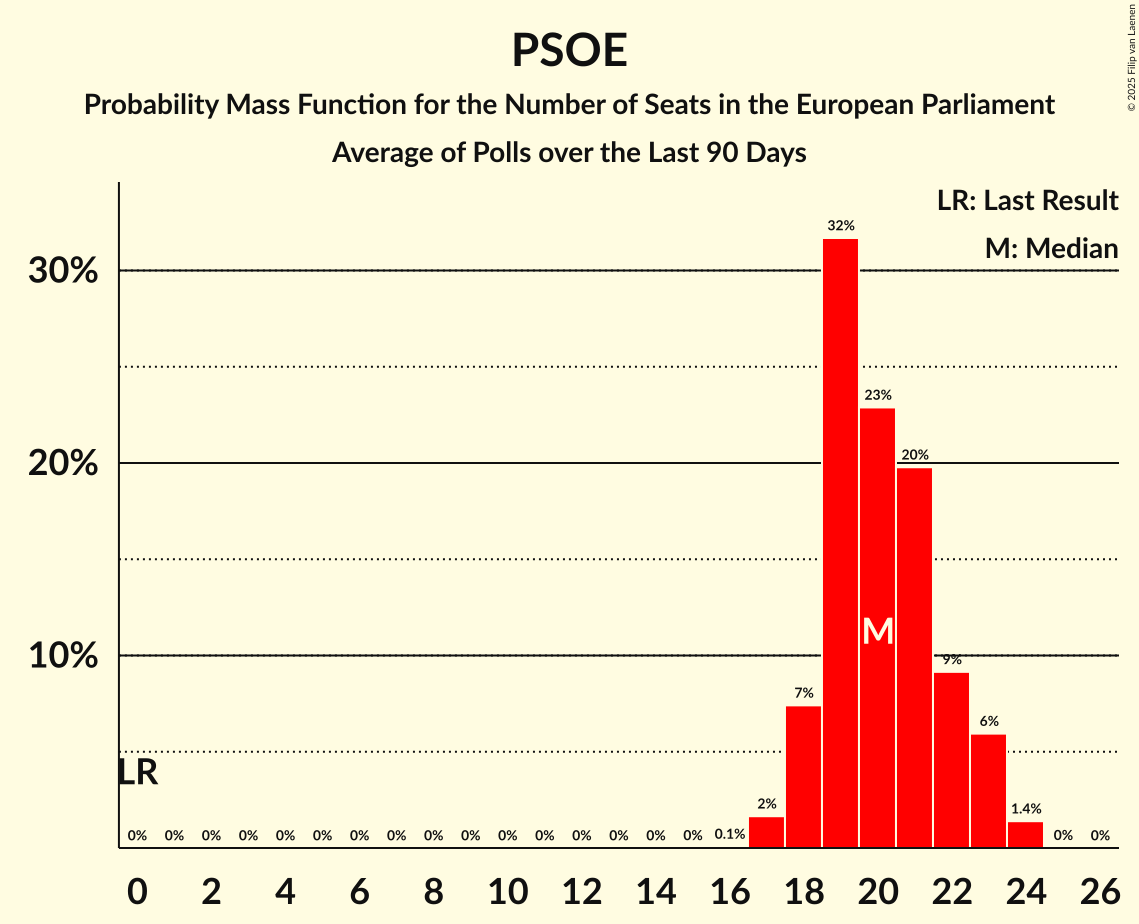 PSOE
Probability Mass Function for the Number of Seats in the European Parliament
Average of Polls over the Last 90 Days
© 2025 Filip van Laenen
LR: Last Result
M: Median
30%
20%
10%
32%
23%
20%
M
9%
7%
6%
LR
2%
1.4%
0% 0% 0% 0% 0% 0% 0% 0% 0% 0% 0% 0% 0% 0% 0% 0% 0.1% 0% 0%
0 2 4 6 8 10 12 14 16 18 20 22 24 26